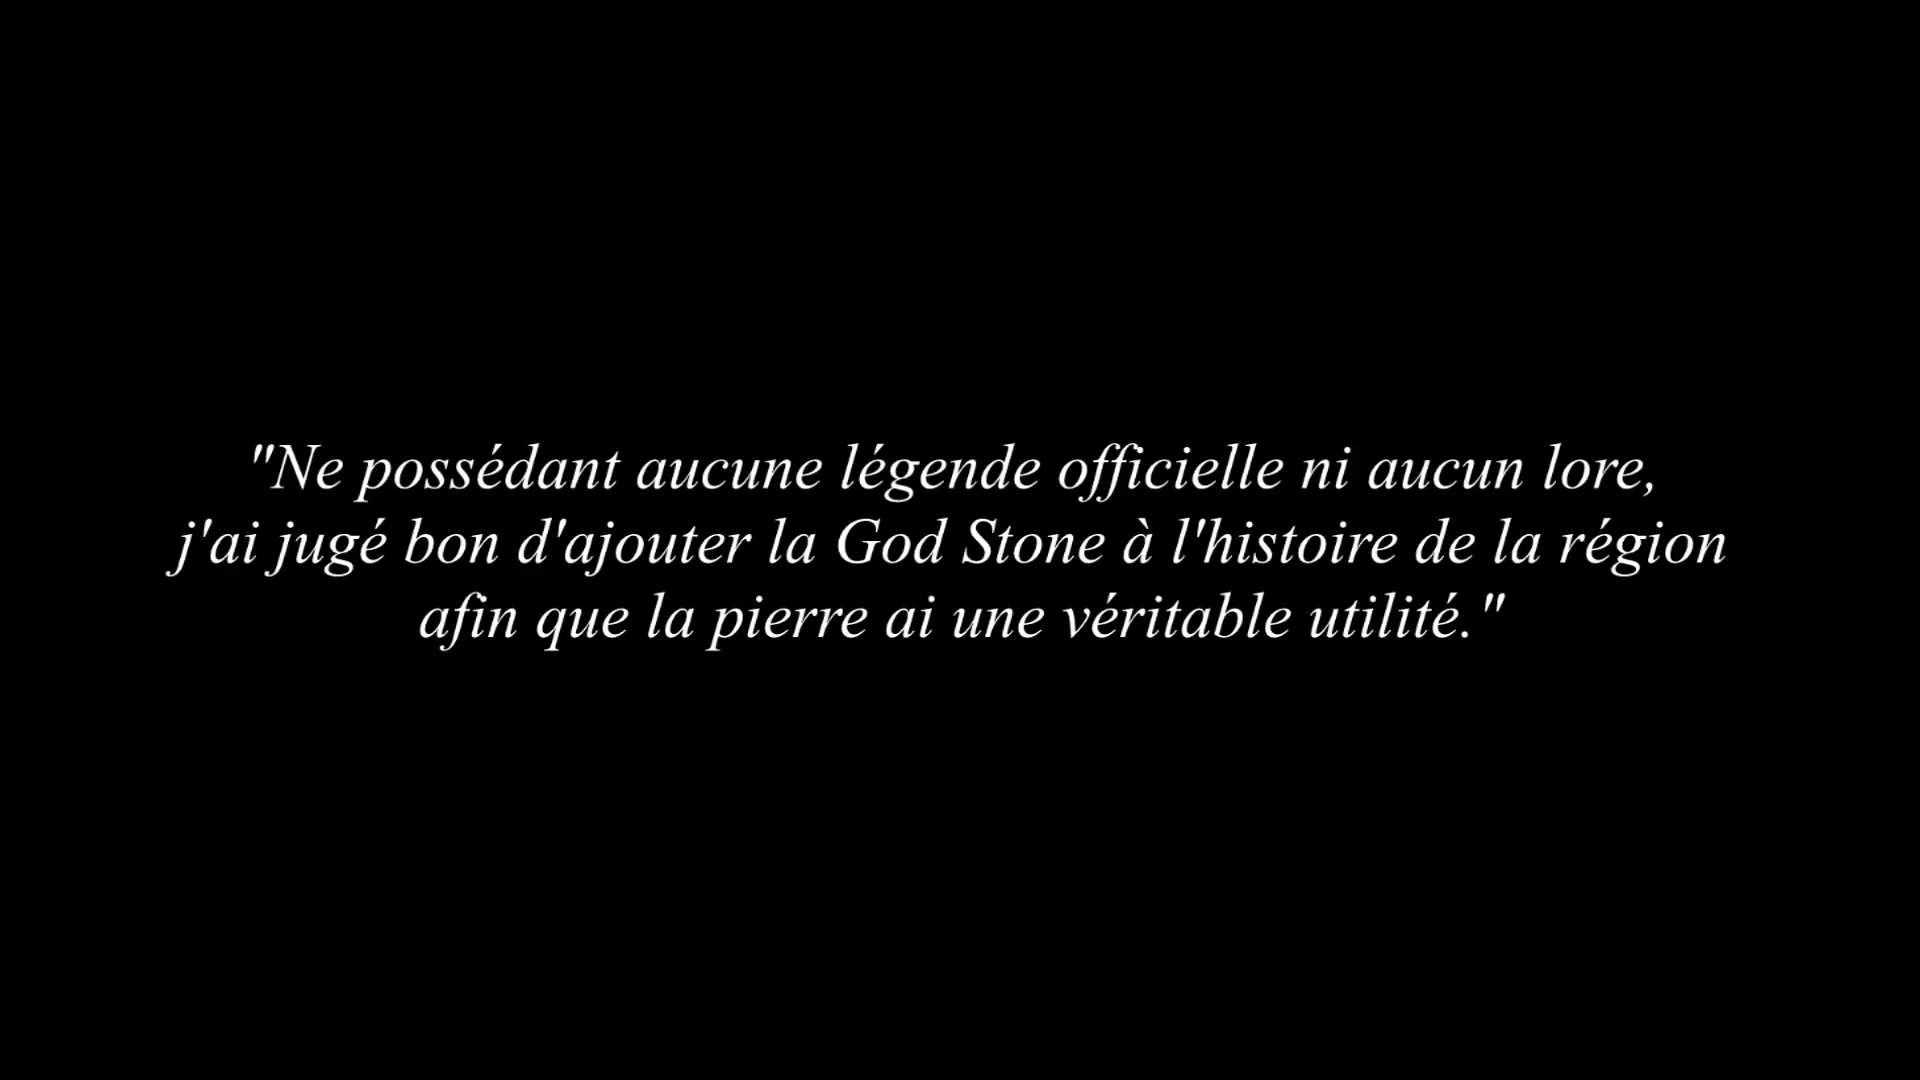 "Ne possédant aucune légende officielle ni aucun lore,
j'ai jugé bon d'ajouter la God Stone à l'histoire de la région
afin que la pierre ai une véritable utilité."